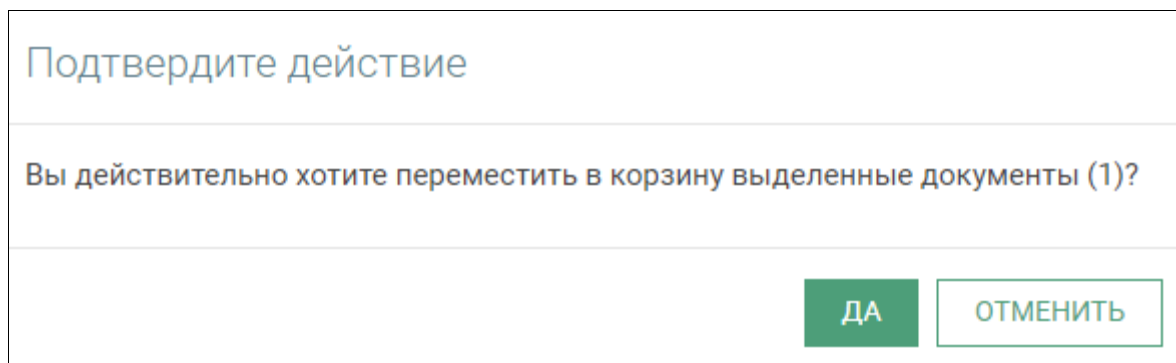 Подтвердите действие
Вы действительно хотите переместить в корзину выделенные документы (1)?
ДА
ОТМЕНИТЬ